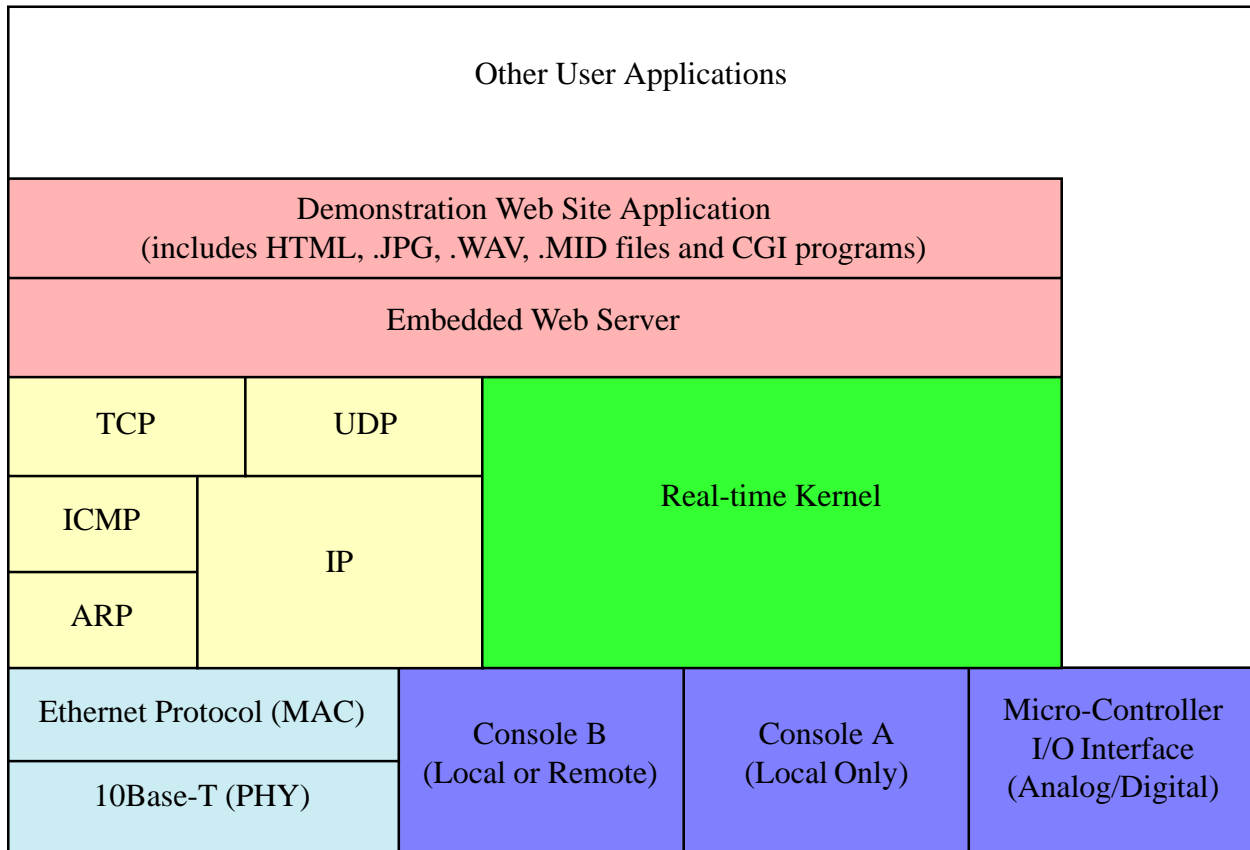 Other User Applications
Demonstration Web Site Application
(includes HTML, .JPG, .WAV, .MID files and CGI programs)
Embedded Web Server
TCP
UDP
Real-time Kernel
ICMP
IP
ARP
Ethernet Protocol (MAC)
10Base-T (PHY)
Console B
(Local or Remote)
Console A
(Local Only)
Micro-Controller
I/O Interface
(Analog/Digital)